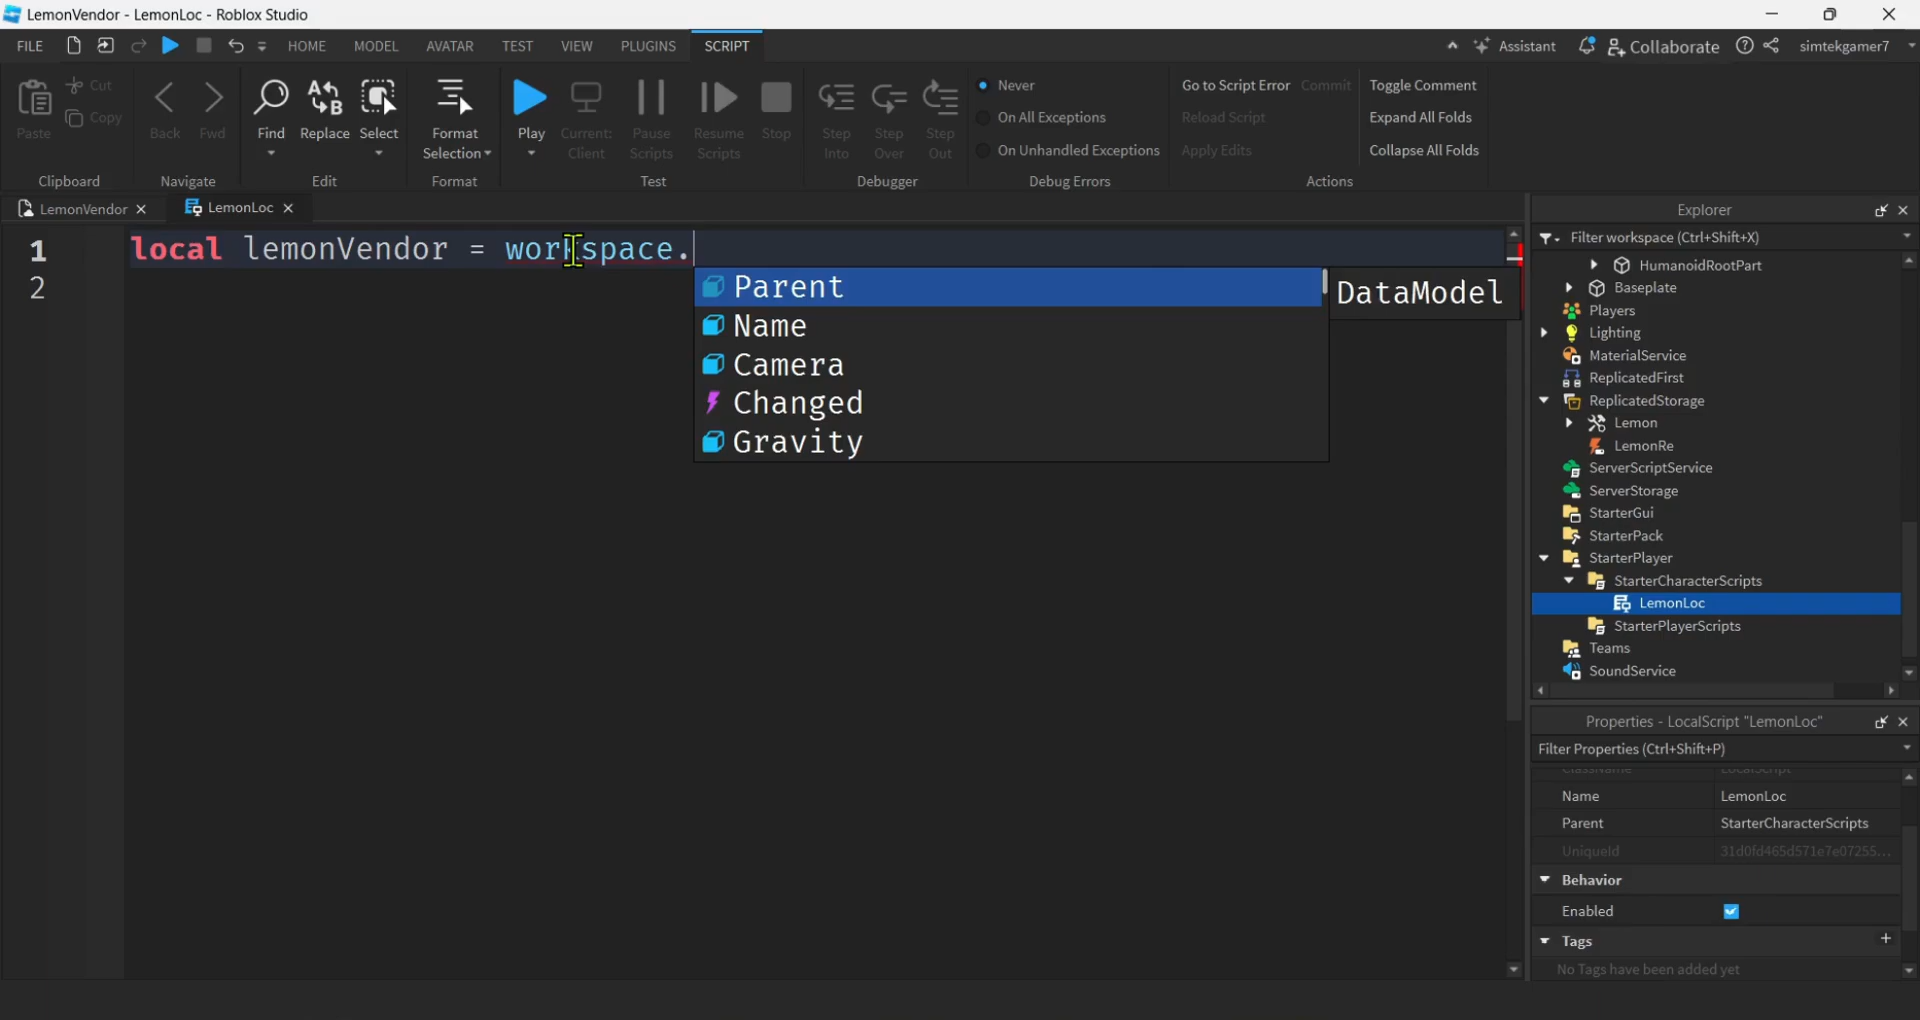 LemonVendor - LemonLoc - Roblox Studio
FILE HOME MODEL AVATAR TEST VIEW PLUGINS SCRIPT Assistant Collaborate simtekgamer7
Paste Cut Copy Back Fwd Find Replace Select Format Selection Play Current: Client Pause Scripts Resume Scripts Stop Step Into Step Over Step Out
Never
On All Exceptions
On Unhandled Exceptions
Go to Script Error Commit
Reload Script
Apply Edits
Toggle Comment
Expand All Folds
Collapse All Folds
Clipboard Navigate Edit Format Test Debugger Debug Errors Actions
LemonVendor LemonLoc
1 local lemonVendor = workspace.
2
Parent
Name
Camera
Changed
Gravity
DataModel
Explorer
Filter workspace (Ctrl+Shift+X)
HumanoidRootPart
Baseplate
Players
Lighting
MaterialService
ReplicatedFirst
ReplicatedStorage
Lemon
LemonRe
ServerScriptService
ServerStorage
StarterGui
StarterPack
StarterPlayer
StarterCharacterScripts
LemonLoc
StarterPlayerScripts
Teams
SoundService
Properties - LocalScript "LemonLoc"
Filter Properties (Ctrl+Shift+P)
ClassName LocalScript
Name LemonLoc
Parent StarterCharacterScripts
UniqueId 31d0fd465d571e7e07255...
Behavior
Enabled
Tags +
No Tags have been added yet